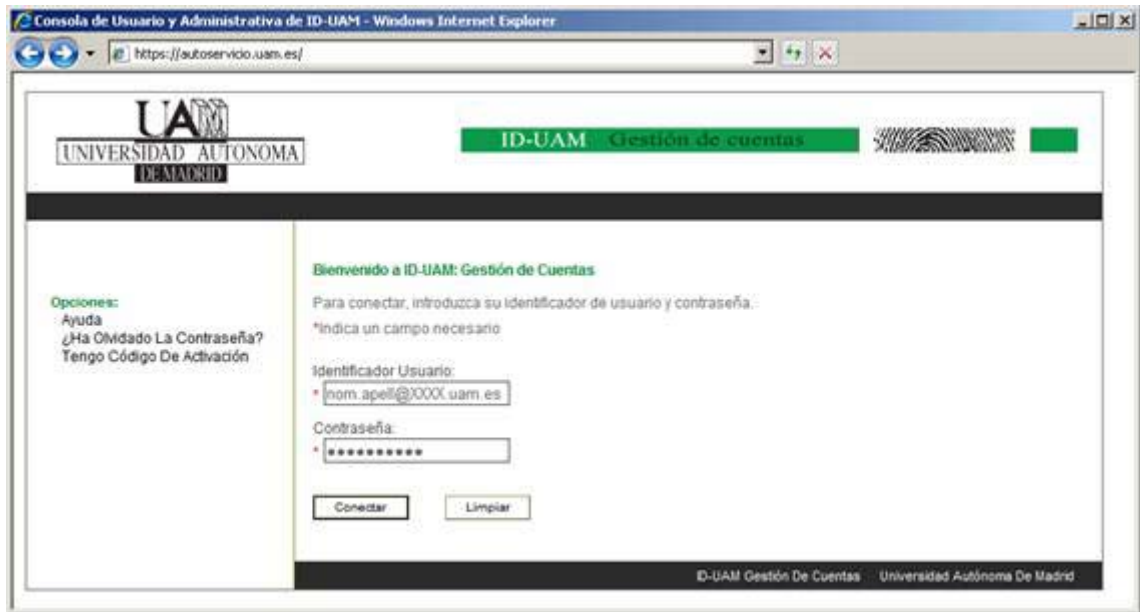 Consola de Usuario y Administrativa de ID-UAM - Windows Internet Explorer
https://autoservicio.uam.es/
UAM
UNIVERSIDAD AUTONOMA
DE MADRID
ID-UAM Gestión de cuentas
Bienvenido a ID-UAM: Gestión de Cuentas
Opciones:
Ayuda
¿Ha Olvidado La Contraseña?
Tengo Código De Activación
Para conectar, introduzca su identificador de usuario y contraseña.
*Indica un campo necesario
Identificador Usuario:
* nom.apell@XXXX.uam.es
Contraseña:
* ••••••••••
Conectar Limpiar
ID-UAM Gestión De Cuentas Universidad Autónoma De Madrid